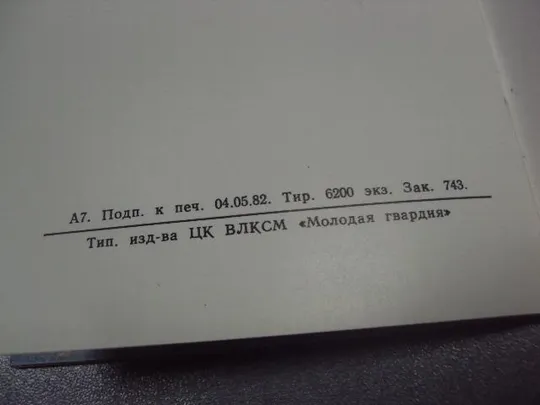 А7. Подп. к печ. 04.05.82. Тир. 6200 экз. Зак. 743.
Тип. изд-ва ЦК ВЛКСМ «Молодая гвардия»